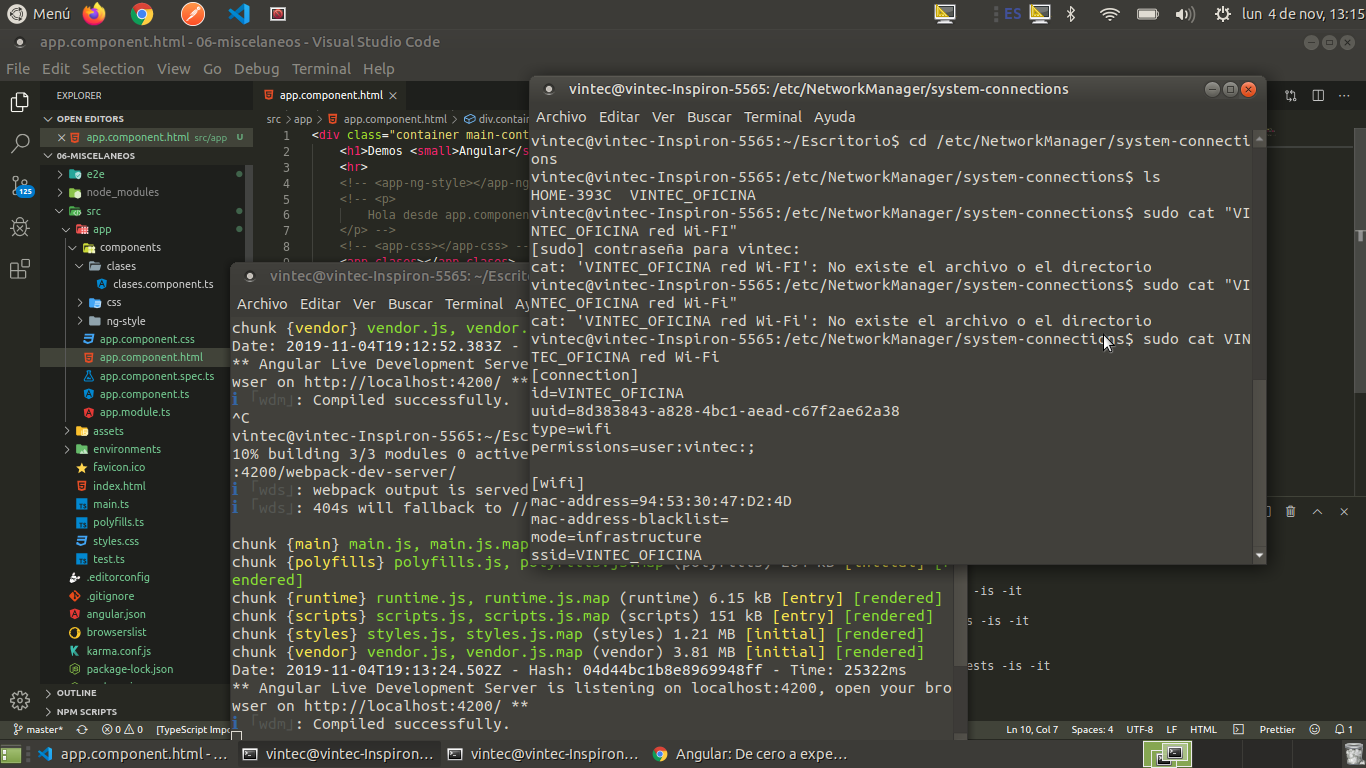 Menú
ES
lun 4 de nov, 13:15
app.component.html - 06-miscelaneos - Visual Studio Code
File Edit Selection View Go Debug Terminal Help
EXPLORER
OPEN EDITORS
app.component.html src/app U
06-MISCELANEOS
e2e
node_modules
src
app
components
clases
clases.component.ts
css
ng-style
app.component.css
app.component.html
app.component.spec.ts
app.component.ts
app.module.ts
assets
environments
favicon.ico
index.html
main.ts
polyfills.ts
styles.css
test.ts
.editorconfig
.gitignore
angular.json
browserslist
karma.conf.js
package-lock.json
OUTLINE
NPM SCRIPTS
125
app.component.html
src > app > app.component.html > div.contain
1 <div class="container main-cont
2 <h1>Demos <small>Angular</s
3 <hr>
4 <!-- <app-ng-style></app-ng
5 <!-- <p>
6 Hola desde app.componen
7 </p> -->
8 <!-- <app-css></app-css> --
vintec@vintec-Inspiron-5565: ~/Escrito
Archivo Editar Ver Buscar Terminal Ay
chunk {vendor} vendor.js, vendor.
Date: 2019-11-04T19:12:52.383Z -
** Angular Live Development Serve
wser on http://localhost:4200/ **
i ｢wdm｣: Compiled successfully.
^C
vintec@vintec-Inspiron-5565:~/Esc
10% building 3/3 modules 0 active
:4200/webpack-dev-server/
i ｢wds｣: webpack output is served
i ｢wds｣: 404s will fallback to //
chunk {main} main.js, main.js.map
chunk {polyfills} polyfills.js, polyfills.js.map (polyfills) 264 kB [initial] [r
endered]
chunk {runtime} runtime.js, runtime.js.map (runtime) 6.15 kB [entry] [rendered]
chunk {scripts} scripts.js, scripts.js.map (scripts) 151 kB [entry] [rendered]
chunk {styles} styles.js, styles.js.map (styles) 1.21 MB [initial] [rendered]
chunk {vendor} vendor.js, vendor.js.map (vendor) 3.81 MB [initial] [rendered]
Date: 2019-11-04T19:13:24.502Z - Hash: 04d44bc1b8e8969948ff - Time: 25322ms
** Angular Live Development Server is listening on localhost:4200, open your bro
wser on http://localhost:4200/ **
i ｢wdm｣: Compiled successfully.
vintec@vintec-Inspiron-5565: /etc/NetworkManager/system-connections
Archivo Editar Ver Buscar Terminal Ayuda
vintec@vintec-Inspiron-5565:~/Escritorio$ cd /etc/NetworkManager/system-connecti
ons
vintec@vintec-Inspiron-5565:/etc/NetworkManager/system-connections$ ls
HOME-393C VINTEC_OFICINA
vintec@vintec-Inspiron-5565:/etc/NetworkManager/system-connections$ sudo cat "VI
NTEC_OFICINA red Wi-FI"
[sudo] contraseña para vintec:
cat: 'VINTEC_OFICINA red Wi-FI': No existe el archivo o el directorio
vintec@vintec-Inspiron-5565:/etc/NetworkManager/system-connections$ sudo cat "VI
NTEC_OFICINA red Wi-Fi"
cat: 'VINTEC_OFICINA red Wi-Fi': No existe el archivo o el directorio
vintec@vintec-Inspiron-5565:/etc/NetworkManager/system-connections$ sudo cat VIN
TEC_OFICINA red Wi-Fi
[connection]
id=VINTEC_OFICINA
uuid=8d383843-a828-4bc1-aead-c67f2ae62a38
type=wifi
permissions=user:vintec:;
[wifi]
mac-address=94:53:30:47:D2:4D
mac-address-blacklist=
mode=infrastructure
ssid=VINTEC_OFICINA
-is -it
s -is -it
ests -is -it
master* 0 0 [TypeScript Impo
Ln 10, Col 7 Spaces: 4 UTF-8 LF HTML Prettier 1
app.component.html -... vintec@vintec-Inspiron... vintec@vintec-Inspiron... Angular: De cero a expe...